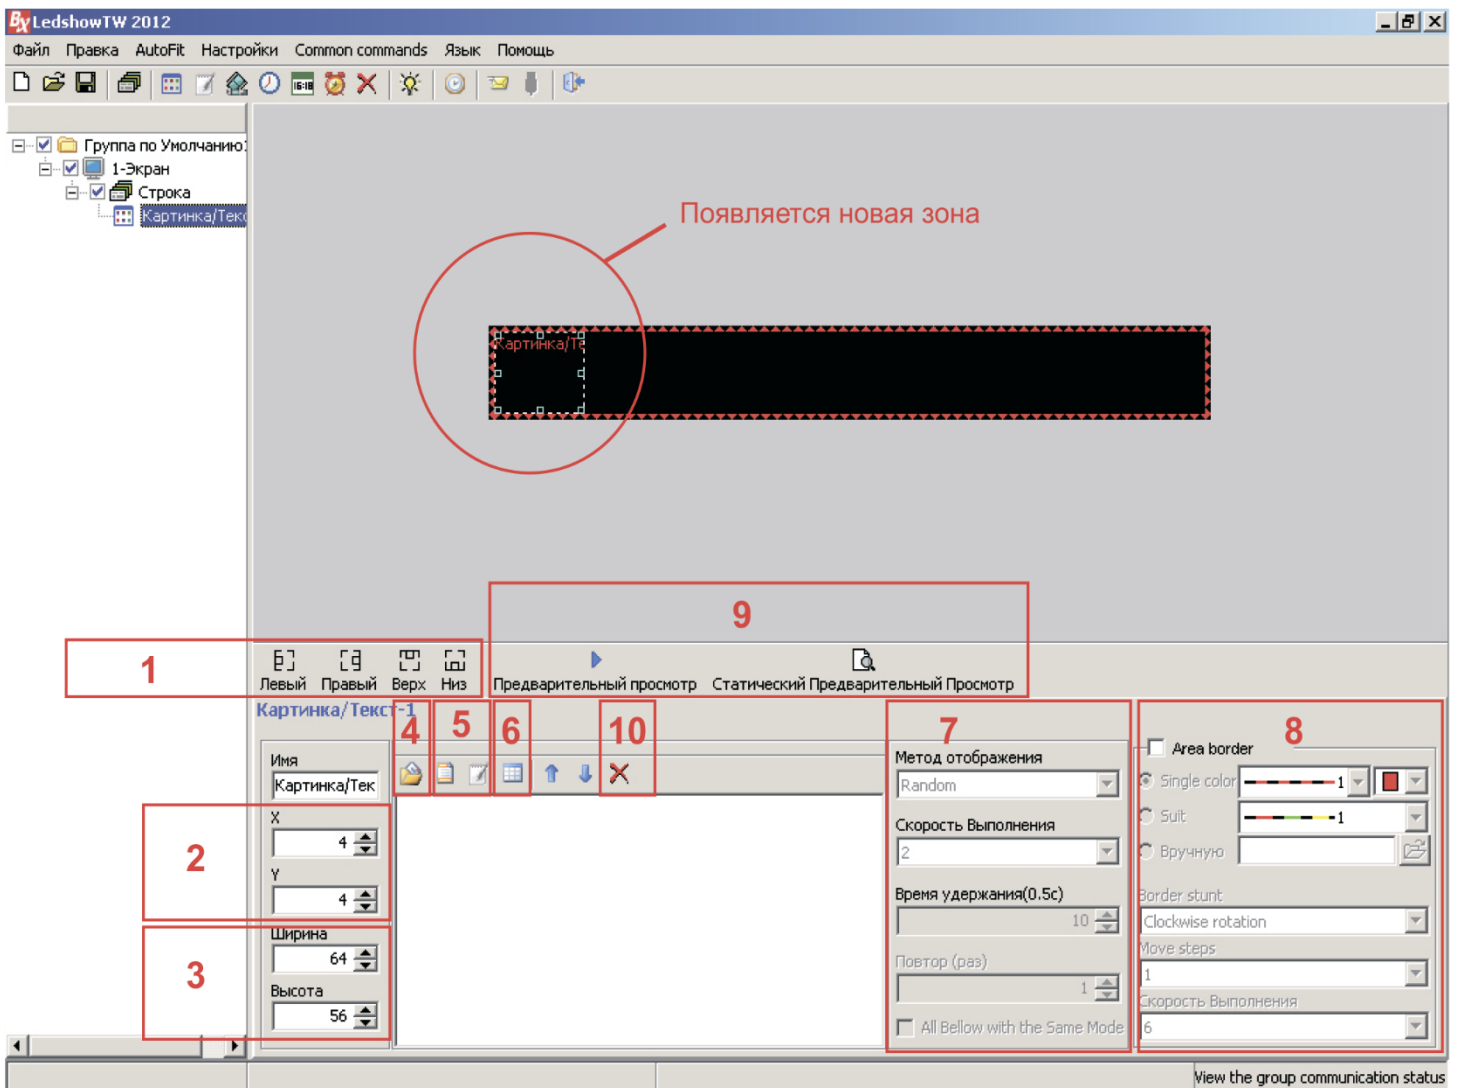 LedshowTW 2012
Файл Правка AutoFit Настройки Common commands Язык Помощь
Группа по Умолчанию
1-Экран
Строка
Картинка/Текс
Появляется новая зона
Картинка/Те
9
1
Левый Правый Верх Низ
Предварительный просмотр Статический Предварительный Просмотр
Картинка/Текст-1
4 5 6 10 7 8
Имя
Картинка/Тек
2
X
4
Y
4
3
Ширина
64
Высота
56
Метод отображения
Random
Скорость Выполнения
2
Время удержания(0.5с)
10
Повтор (раз)
1
All Bellow with the Same Mode
Area border
Single color 1
Suit 1
Вручную
Border stunt
Clockwise rotation
Move steps
1
Скорость Выполнения
6
View the group communication status